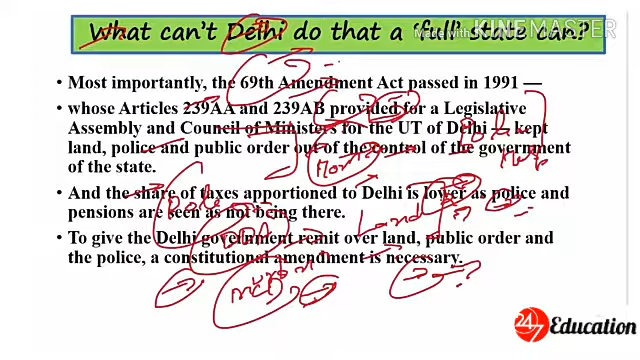 What can't Delhi do that a 'full' state can?
Made with KINEMASTER
• Most importantly, the 69th Amendment Act passed in 1991 —
• whose Articles 239AA and 239AB provided for a Legislative
Assembly and Council of Ministers for the UT of Delhi — kept
land, police and public order out of the control of the government
of the state.
• And the share of taxes apportioned to Delhi is lower as police and
pensions are seen as not being there.
• To give the Delhi government remit over land, public order and
the police, a constitutional amendment is necessary.
Police
Land
DDA
MCD
24/7 Education